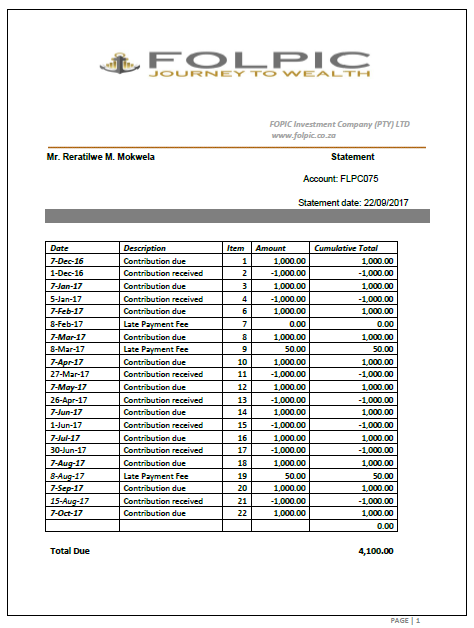 FOLPIC
JOURNEY TO WEALTH
FOPIC Investment Company (PTY) LTD
www.folpic.co.za
Mr. Reratilwe M. Mokwela Statement
Account: FLPC075
Statement date: 22/09/2017
Date Description Item Amount Cumulative Total
7-Dec-16 Contribution due 1 1,000.00 1,000.00
1-Dec-16 Contribution received 2 -1,000.00 -1,000.00
7-Jan-17 Contribution due 3 1,000.00 1,000.00
5-Jan-17 Contribution received 4 -1,000.00 -1,000.00
7-Feb-17 Contribution due 6 1,000.00 1,000.00
8-Feb-17 Late Payment Fee 7 0.00 0.00
7-Mar-17 Contribution due 8 1,000.00 1,000.00
8-Mar-17 Late Payment Fee 9 50.00 50.00
7-Apr-17 Contribution due 10 1,000.00 1,000.00
27-Mar-17 Contribution received 11 -1,000.00 -1,000.00
7-May-17 Contribution due 12 1,000.00 1,000.00
26-Apr-17 Contribution received 13 -1,000.00 -1,000.00
7-Jun-17 Contribution due 14 1,000.00 1,000.00
1-Jun-17 Contribution received 15 -1,000.00 -1,000.00
7-Jul-17 Contribution due 16 1,000.00 1,000.00
30-Jun-17 Contribution received 17 -1,000.00 -1,000.00
7-Aug-17 Contribution due 18 1,000.00 1,000.00
8-Aug-17 Late Payment Fee 19 50.00 50.00
7-Sep-17 Contribution due 20 1,000.00 1,000.00
15-Aug-17 Contribution received 21 -1,000.00 -1,000.00
7-Oct-17 Contribution due 22 1,000.00 1,000.00
0.00
Total Due 4,100.00
PAGE | 1